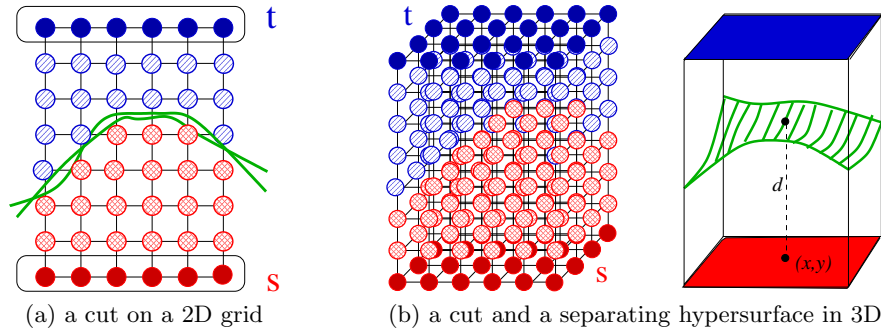 t
s
(a) a cut on a 2D grid
t
s
d
(x,y)
(b) a cut and a separating hypersurface in 3D